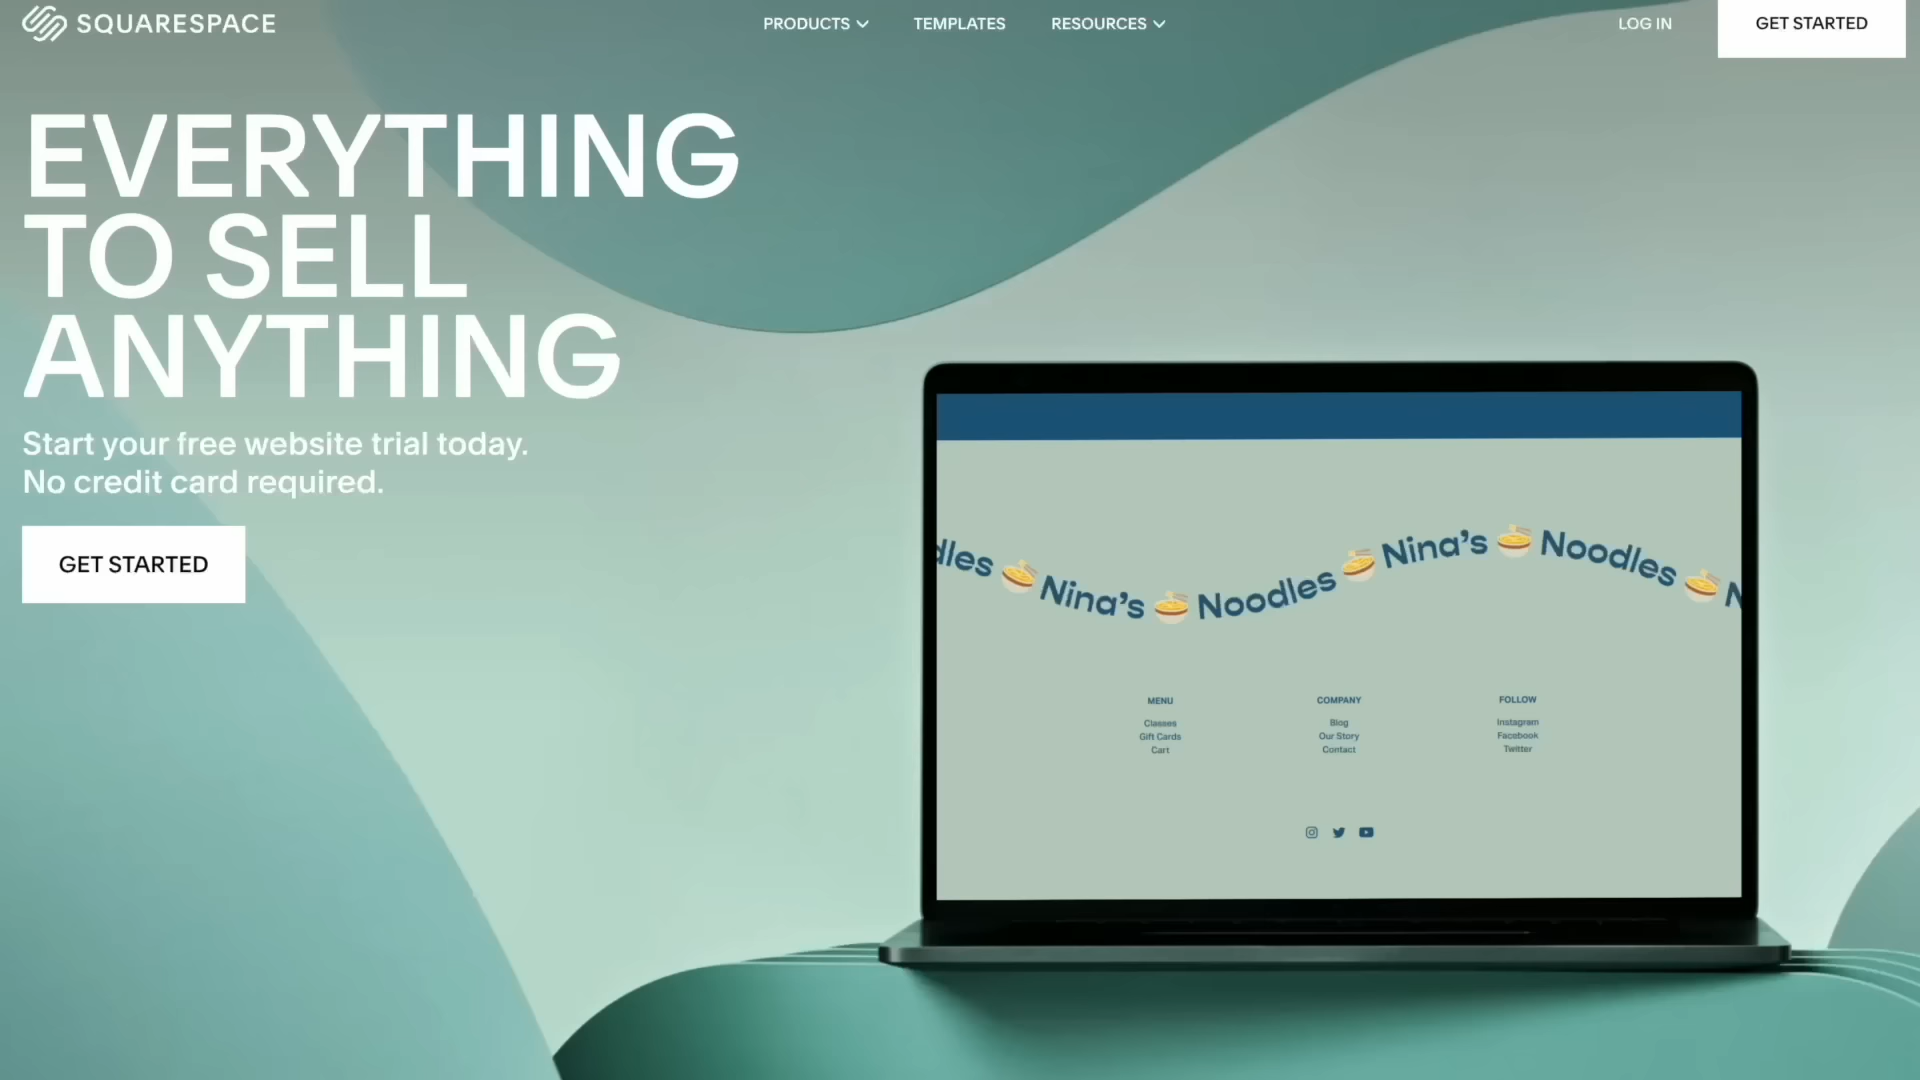 SQUARESPACE
PRODUCTS
TEMPLATES
RESOURCES
LOG IN
GET STARTED
EVERYTHING
TO SELL
ANYTHING
Start your free website trial today.
No credit card required.
GET STARTED
dles Nina's Noodles Nina's Noodles N
MENU
Classes
Gift Cards
Cart
COMPANY
Blog
Our Story
Contact
FOLLOW
Instagram
Facebook
Twitter